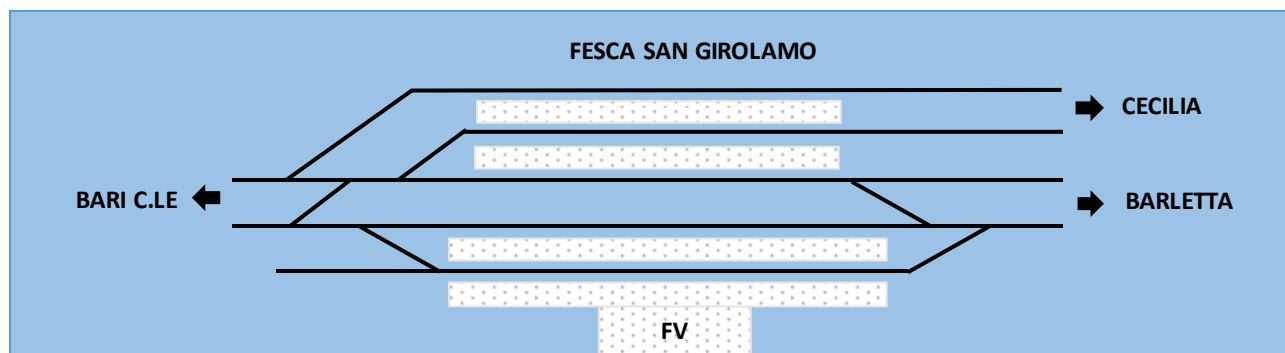 FESCA SAN GIROLAMO
CECILIA
BARI C.LE
BARLETTA
FV